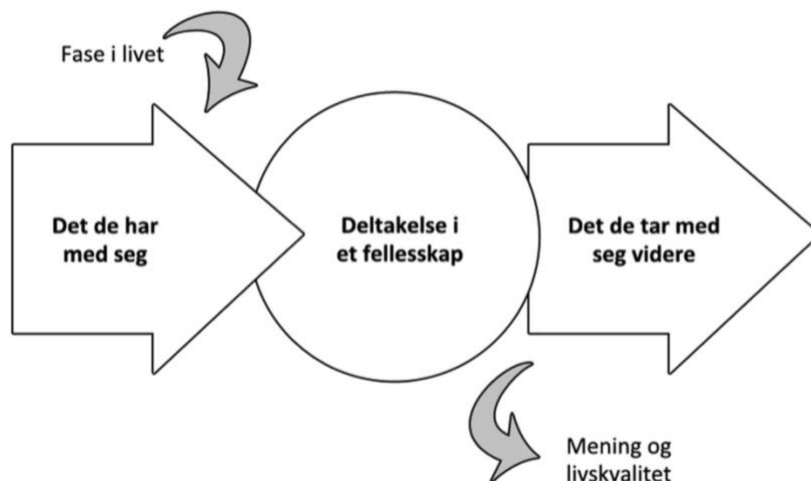 Fase i livet
Det de har
med seg
Deltakelse i
et fellesskap
Det de tar med
seg videre
Mening og
livskvalitet